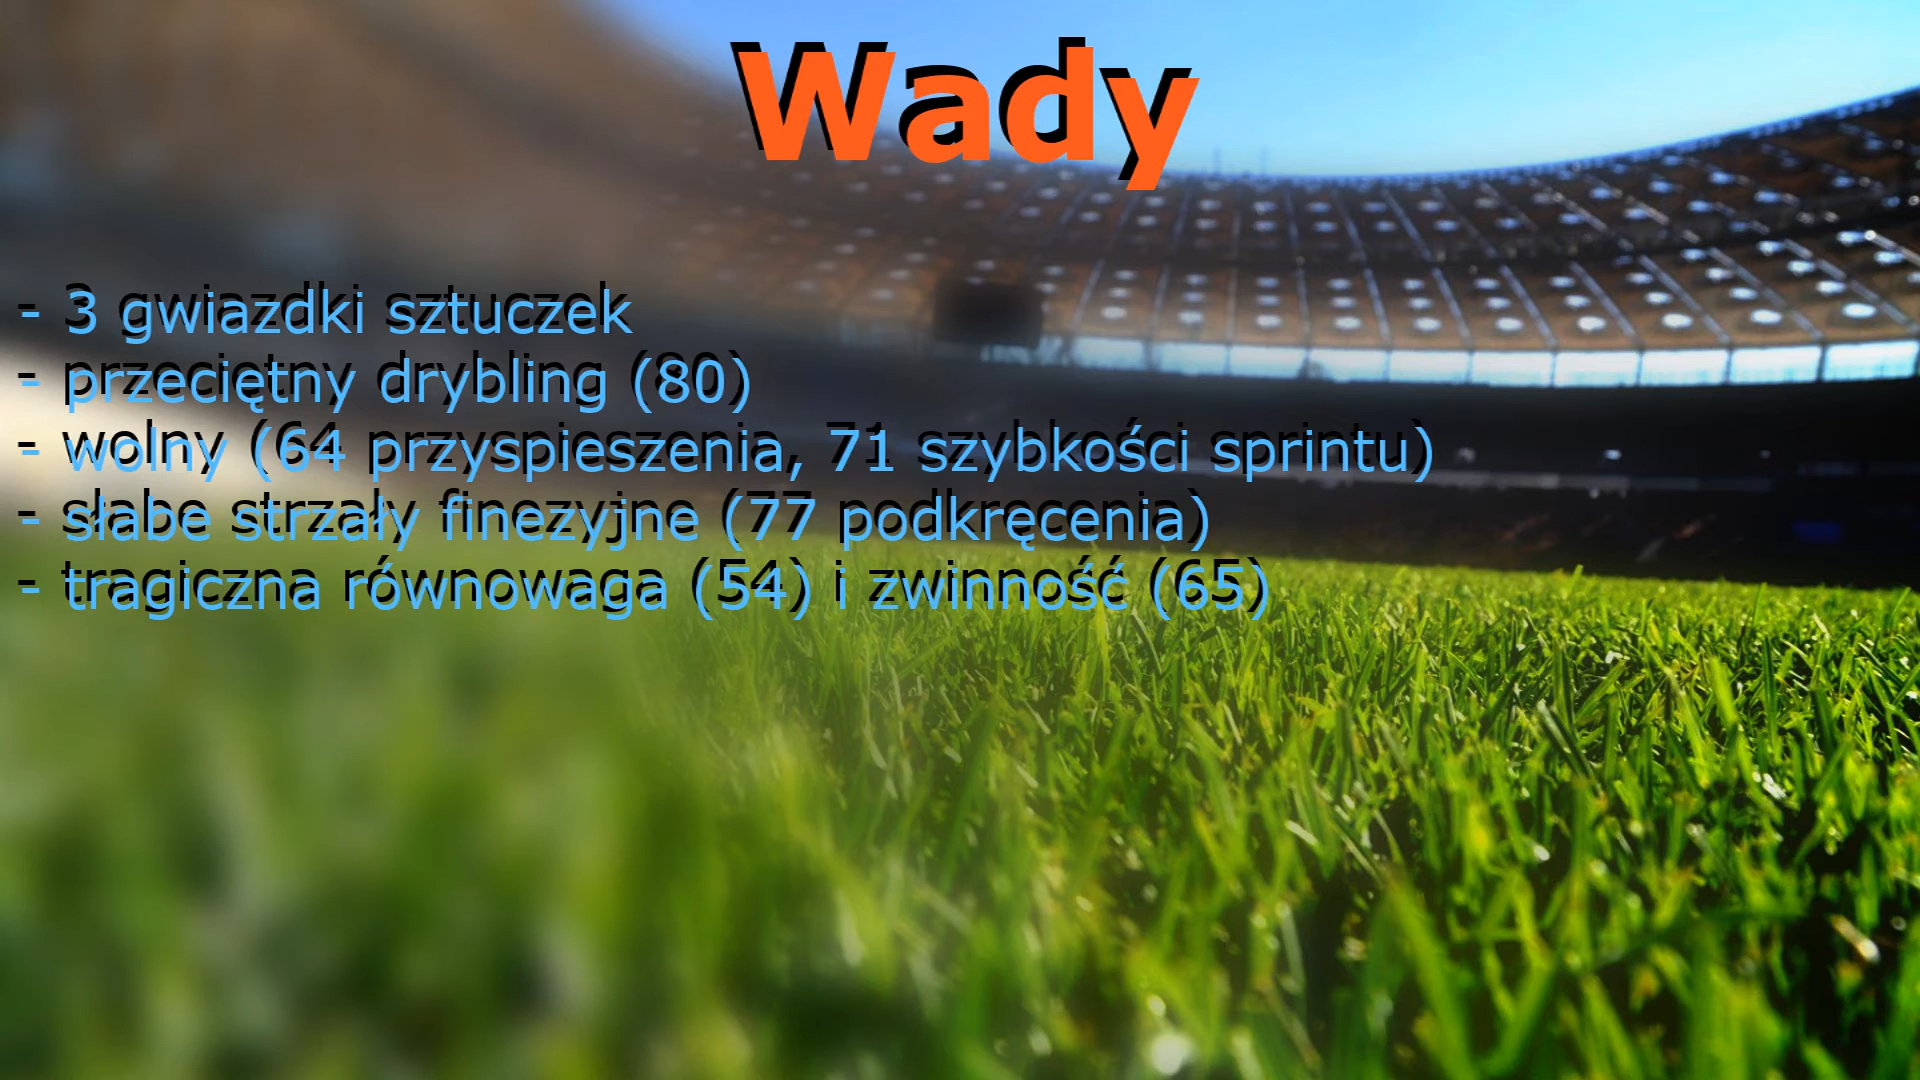 Wady
- 3 gwiazdki sztuczek
- przeciętny drybling (80)
- wolny (64 przyspieszenia, 71 szybkości sprintu)
- słabe strzały finezyjne (77 podkręcenia)
- tragiczna równowaga (54) i zwinność (65)